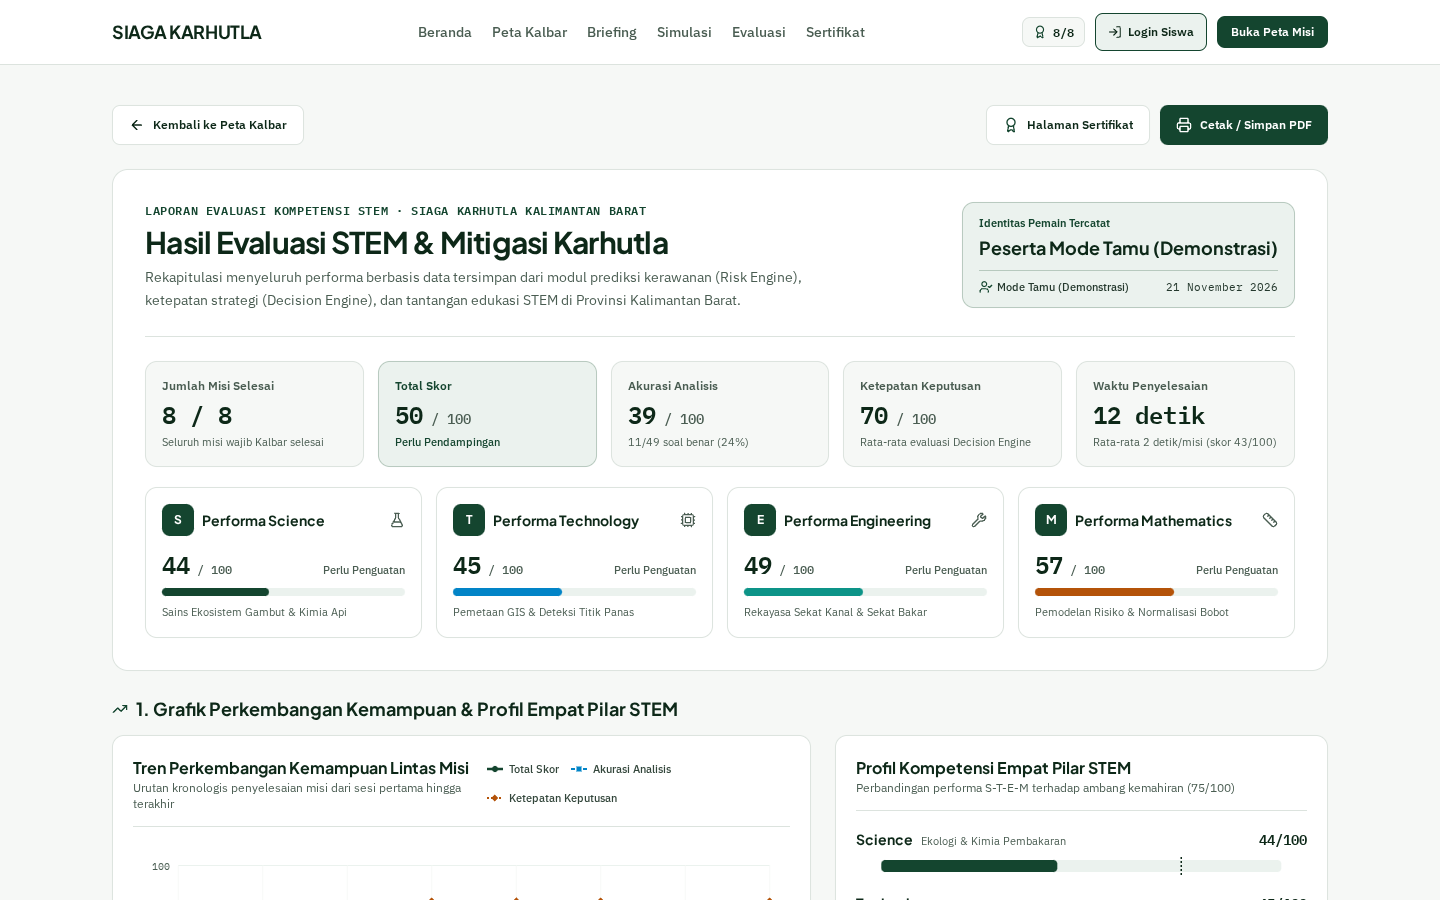 SIAGA KARHUTLA
Beranda
Peta Kalbar
Briefing
Simulasi
Evaluasi
Sertifikat
8/8
Login Siswa
Buka Peta Misi
Kembali ke Peta Kalbar
Halaman Sertifikat
Cetak / Simpan PDF
LAPORAN EVALUASI KOMPETENSI STEM · SIAGA KARHUTLA KALIMANTAN BARAT
Hasil Evaluasi STEM & Mitigasi Karhutla
Rekapitulasi menyeluruh performa berbasis data tersimpan dari modul prediksi kerawanan (Risk Engine),
ketepatan strategi (Decision Engine), dan tantangan edukasi STEM di Provinsi Kalimantan Barat.
Identitas Pemain Tercatat
Peserta Mode Tamu (Demonstrasi)
Mode Tamu (Demonstrasi)
21 November 2026
Jumlah Misi Selesai
8 / 8
Seluruh misi wajib Kalbar selesai
Total Skor
50 / 100
Perlu Pendampingan
Akurasi Analisis
39 / 100
11/49 soal benar (24%)
Ketepatan Keputusan
70 / 100
Rata-rata evaluasi Decision Engine
Waktu Penyelesaian
12 detik
Rata-rata 2 detik/misi (skor 43/100)
S
Performa Science
44 / 100
Perlu Penguatan
Sains Ekosistem Gambut & Kimia Api
T
Performa Technology
45 / 100
Perlu Penguatan
Pemetaan GIS & Deteksi Titik Panas
E
Performa Engineering
49 / 100
Perlu Penguatan
Rekayasa Sekat Kanal & Sekat Bakar
M
Performa Mathematics
57 / 100
Perlu Penguatan
Pemodelan Risiko & Normalisasi Bobot
1. Grafik Perkembangan Kemampuan & Profil Empat Pilar STEM
Tren Perkembangan Kemampuan Lintas Misi
Urutan kronologis penyelesaian misi dari sesi pertama hingga
terakhir
Total Skor
Akurasi Analisis
Ketepatan Keputusan
100
Profil Kompetensi Empat Pilar STEM
Perbandingan performa S-T-E-M terhadap ambang kemahiran (75/100)
Science
Ekologi & Kimia Pembakaran
44/100